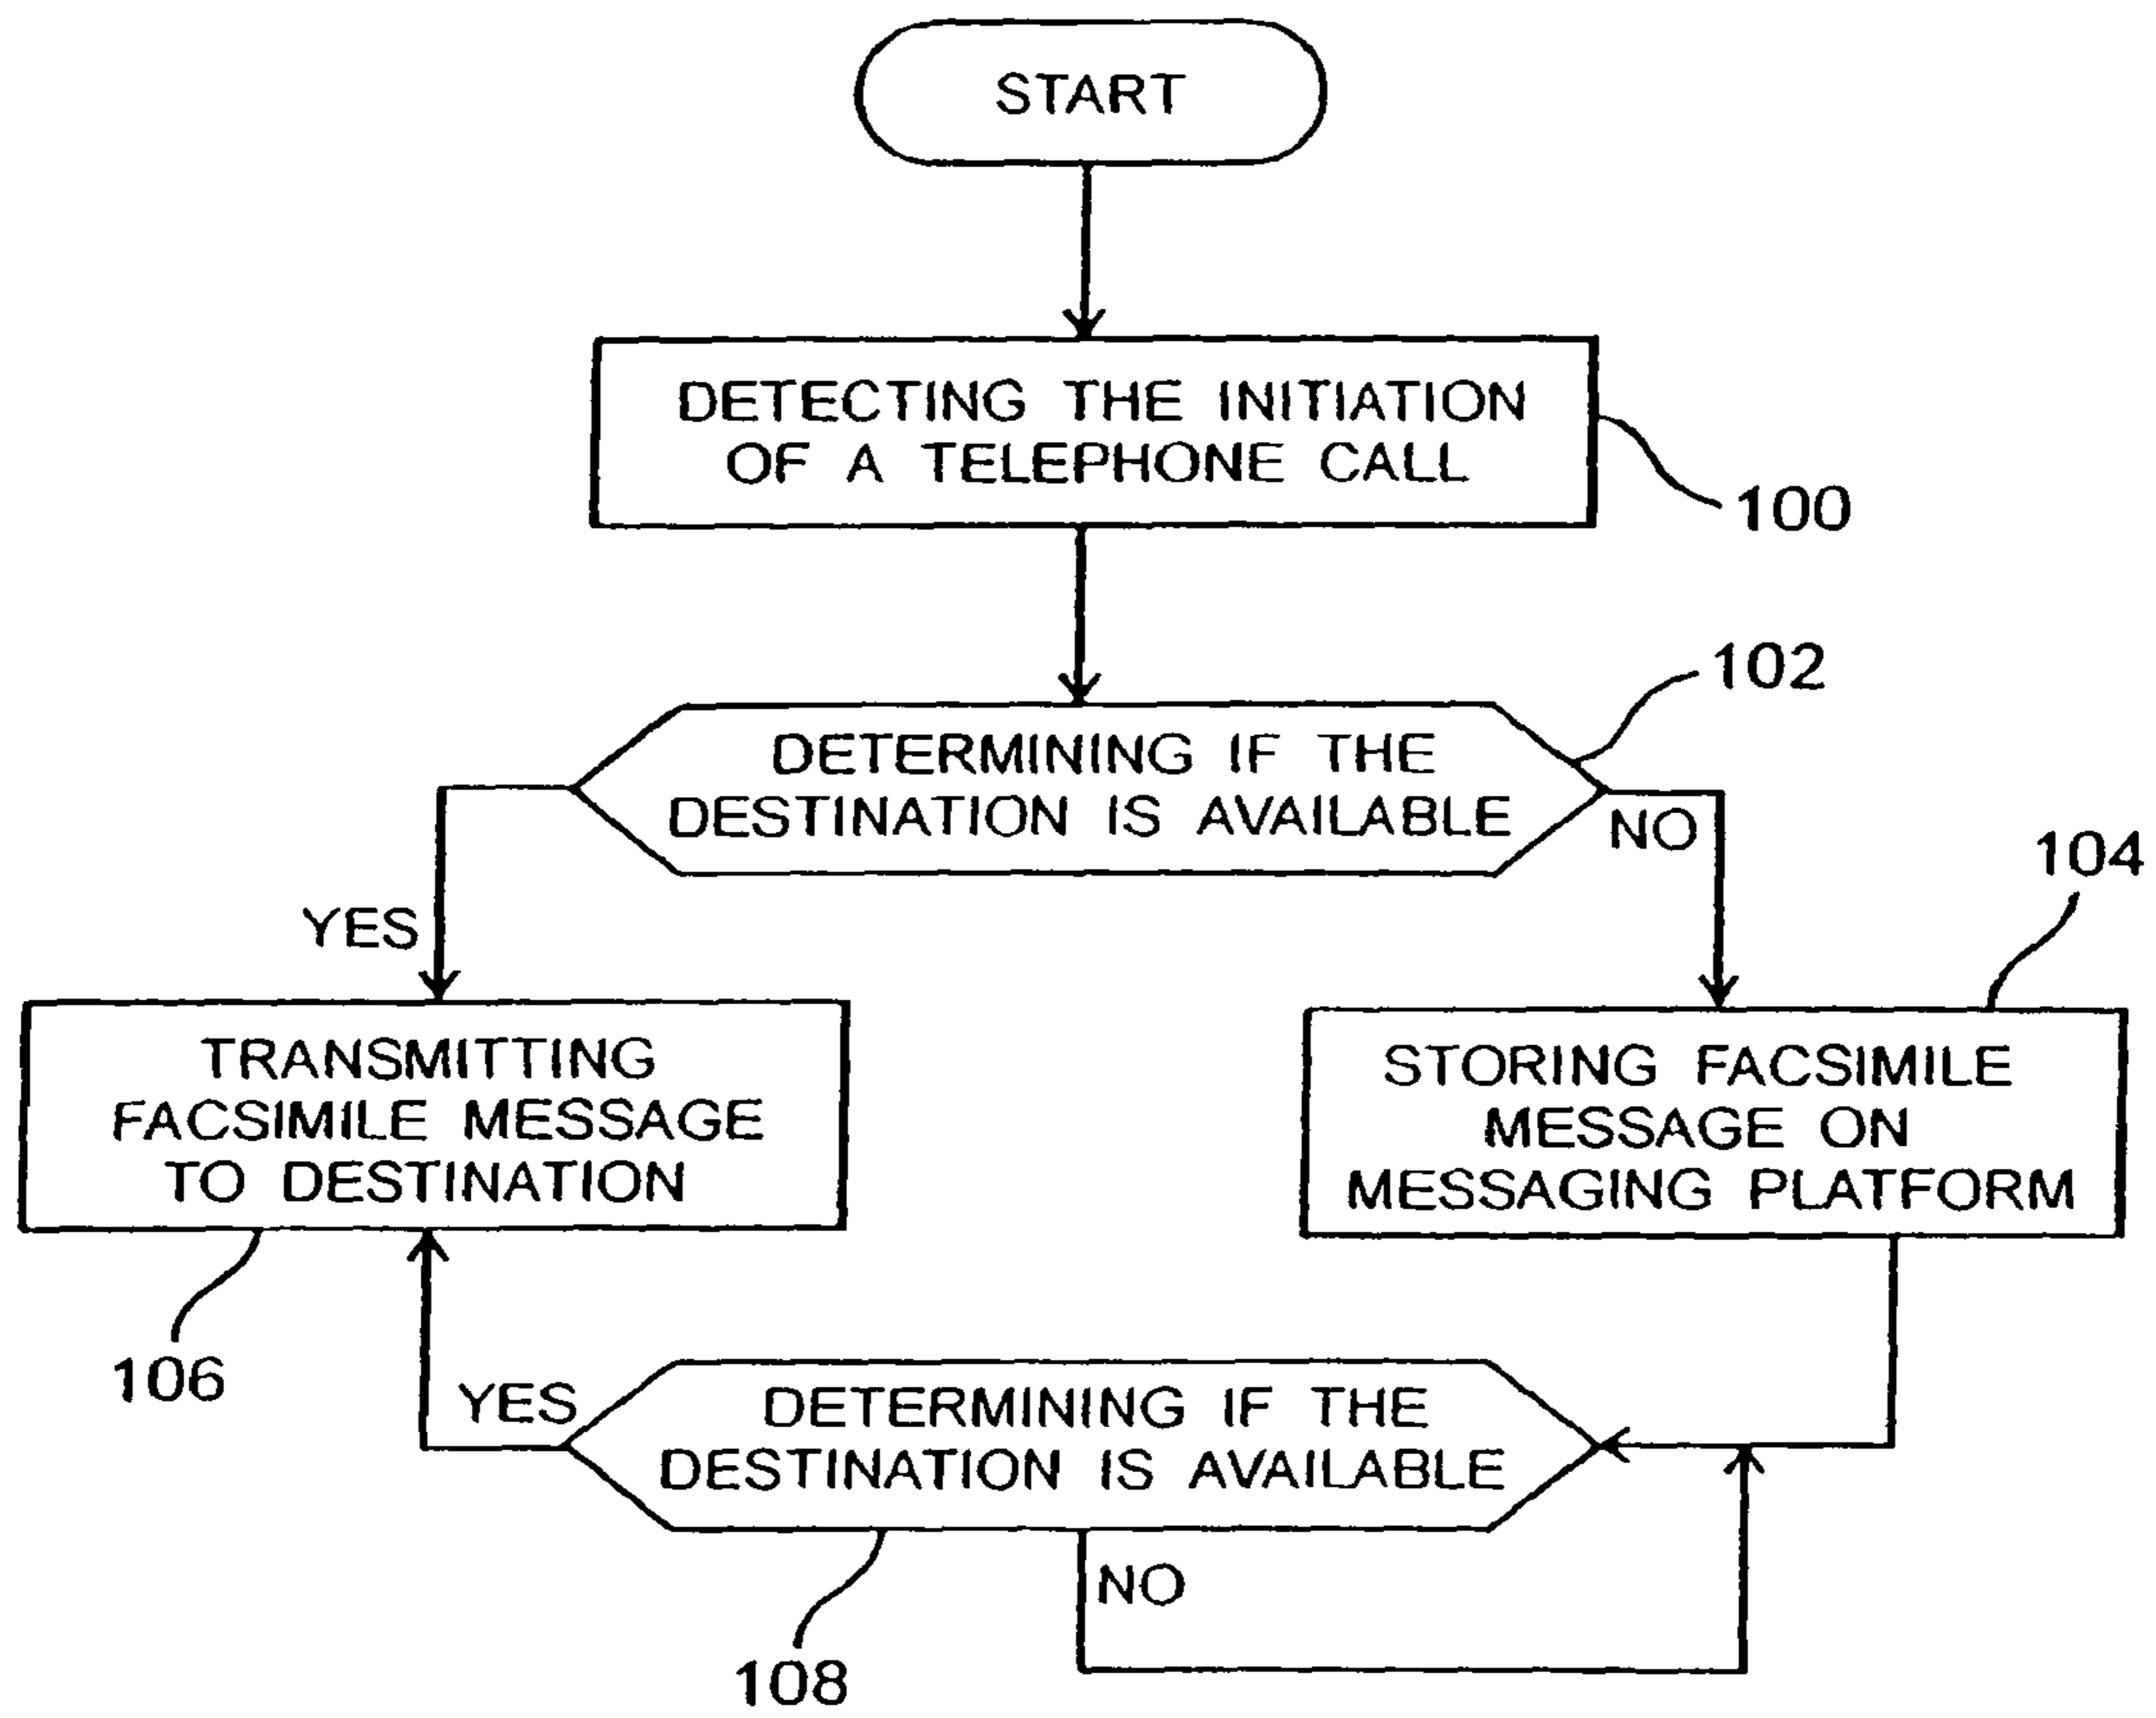 START
DETECTING THE INITIATION
OF A TELEPHONE CALL
100
102
DETERMINING IF THE
DESTINATION IS AVAILABLE
NO
104
YES
TRANSMITTING
FACSIMILE MESSAGE
TO DESTINATION
STORING FACSIMILE
MESSAGE ON
MESSAGING PLATFORM
106
YES
DETERMINING IF THE
DESTINATION IS AVAILABLE
NO
108